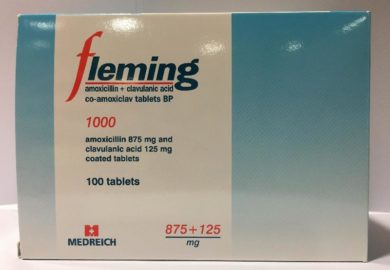 fleming
amoxicillin + clavulanic acid
co-amoxiclav tablets BP
1000
amoxicillin 875 mg and
clavulanic acid 125 mg
coated tablets
100 tablets
MEDREICH
875+125
mg